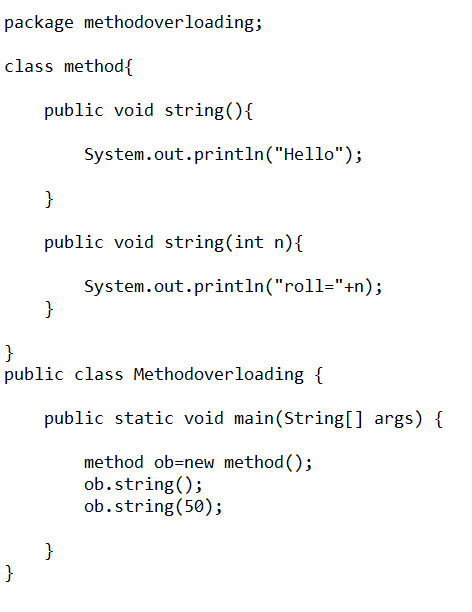 package methodoverloading;
class method{
public void string(){
System.out.println("Hello");
}
public void string(int n){
System.out.println("roll="+n);
}
}
public class Methodoverloading {
public static void main(String[] args) {
method ob=new method();
ob.string();
ob.string(50);
}
}